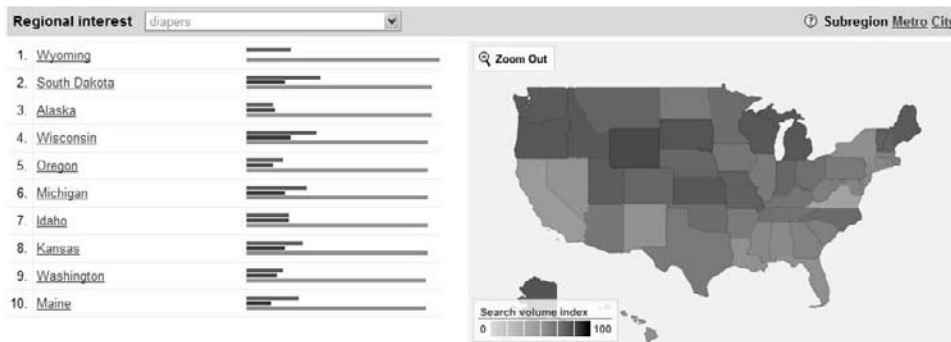 Regional interest diapers Subregion Metro City
1. Wyoming
2. South Dakota
3. Alaska
4. Wisconsin
5. Oregon
6. Michigan
7. Idaho
8. Kansas
9. Washington
10. Maine
Zoom Out
Search volume index
0 100